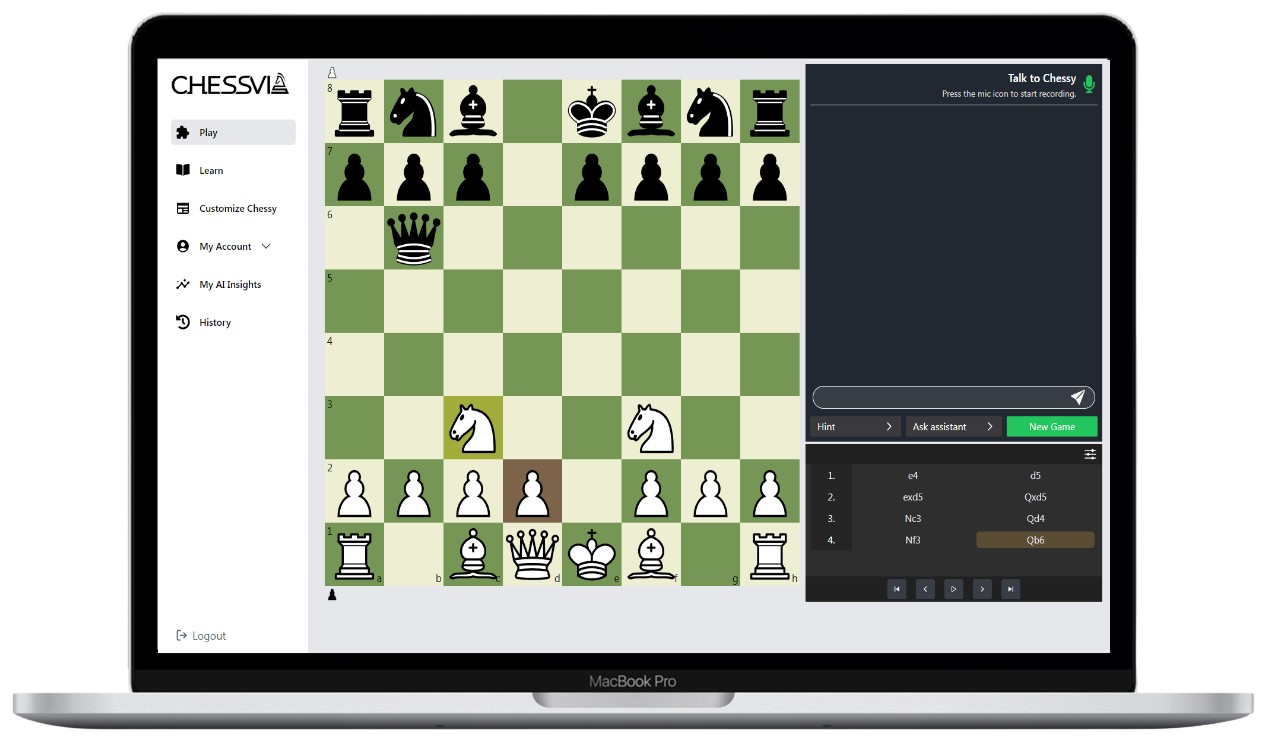 CHESSVIA
Play
Learn
Customize Chessy
My Account
My AI Insights
History
Logout
8
7
6
5
4
3
2
1
a
b
c
d
e
f
g
h
Talk to Chessy
Press the mic icon to start recording.
Hint
Ask assistant
New Game
1. e4 d5
2. exd5 Qxd5
3. Nc3 Qd4
4. Nf3 Qb6
MacBook Pro